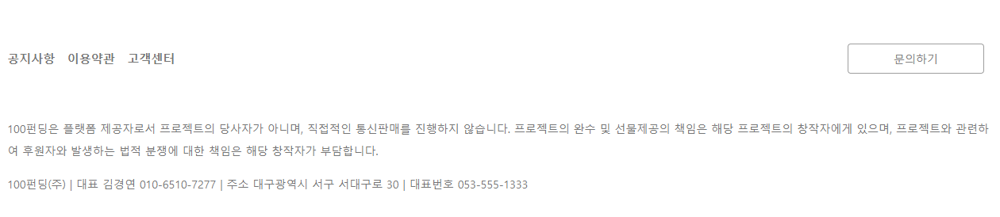 공지사항 이용약관 고객센터 문의하기
100펀딩은 플랫폼 제공자로서 프로젝트의 당사자가 아니며, 직접적인 통신판매를 진행하지 않습니다. 프로젝트의 완수 및 선물제공의 책임은 해당 프로젝트의 창작자에게 있으며, 프로젝트와 관련하
여 후원자와 발생하는 법적 분쟁에 대한 책임은 해당 창작자가 부담합니다.
100펀딩(주) | 대표 김경연 010-6510-7277 | 주소 대구광역시 서구 서대구로 30 | 대표번호 053-555-1333